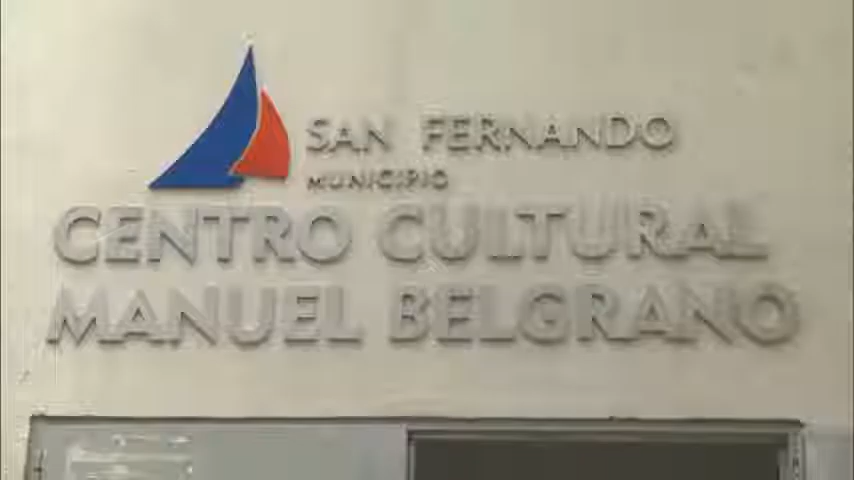 SAN FERNANDO
MUNICIPIO
CENTRO CULTURAL
MANUEL BELGRANO